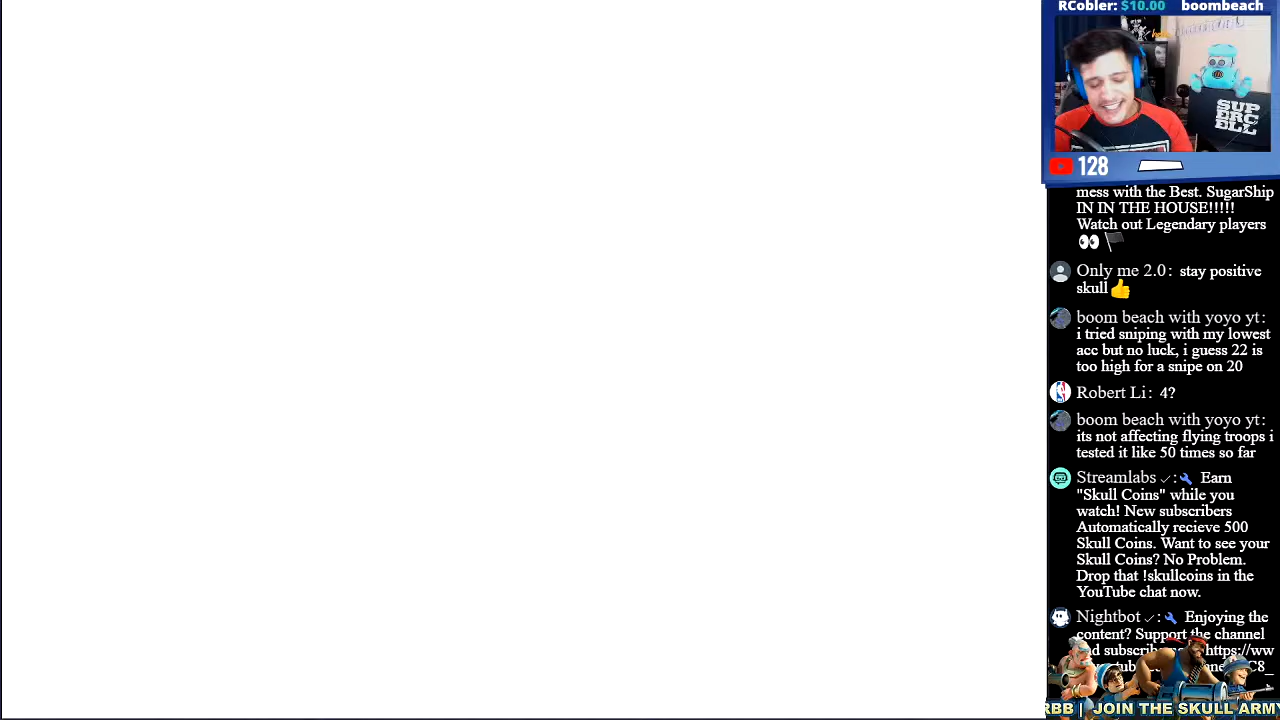 RCobler: $10.00 boombeach
SUP
ERC
ELL
128
mess with the Best. SugarShip
IN IN THE HOUSE!!!!!
Watch out Legendary players
👀 🏴
Only me 2.0: stay positive
skull👍
boom beach with yoyo yt:
i tried sniping with my lowest
acc but no luck, i guess 22 is
too high for a snipe on 20
Robert Li: 4?
boom beach with yoyo yt:
its not affecting flying troops i
tested it like 50 times so far
Streamlabs ✓: Earn
"Skull Coins" while you
watch! New subscribers
Automatically recieve 500
Skull Coins. Want to see your
Skull Coins? No Problem.
Drop that !skullcoins in the
YouTube chat now.
Nightbot ✓: Enjoying the
content? Support the channel
https://ww
C8_
RBB | JOIN THE SKULL ARMY